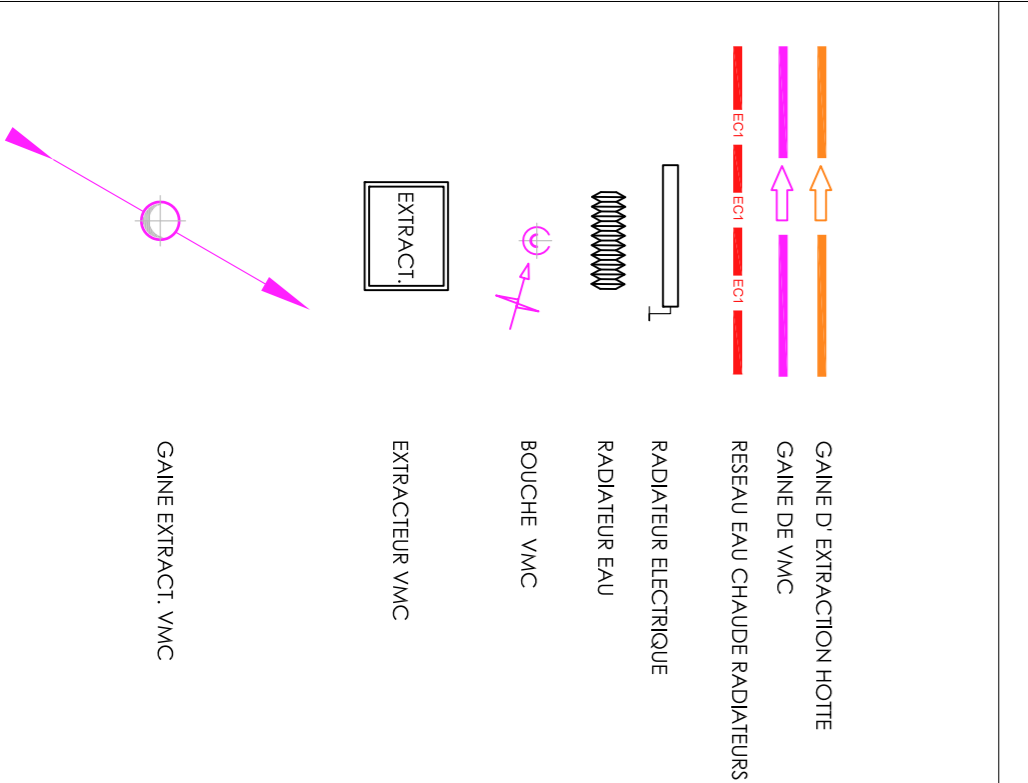 GAINE D' EXTRACTION HOTTE
GAINE DE VMC
EC1 EC1 EC1
RESEAU EAU CHAUDE RADIATEURS
RADIATEUR ELECTRIQUE
RADIATEUR EAU
BOUCHE VMC
EXTRACT.
EXTRACTEUR VMC
GAINE EXTRACT. VMC